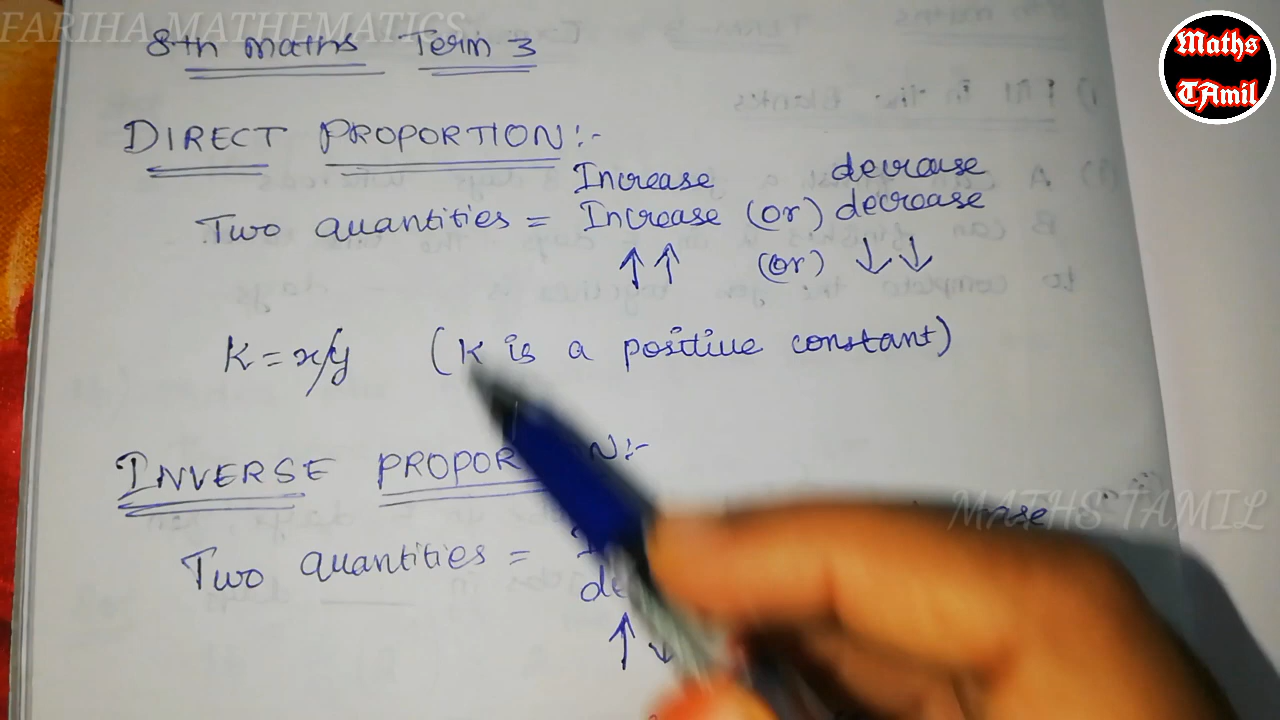 FARIHA MATHEMATICS
8th maths Term 3
Maths
TAmil
DIRECT PROPORTION:-
Increase decrease
Two quantities = Increase (or) decrease
↑↑ (or) ↓↓
K = x/y (K is a positive constant)
INVERSE
MATHS TAMIL
Two quantities =
↑↓